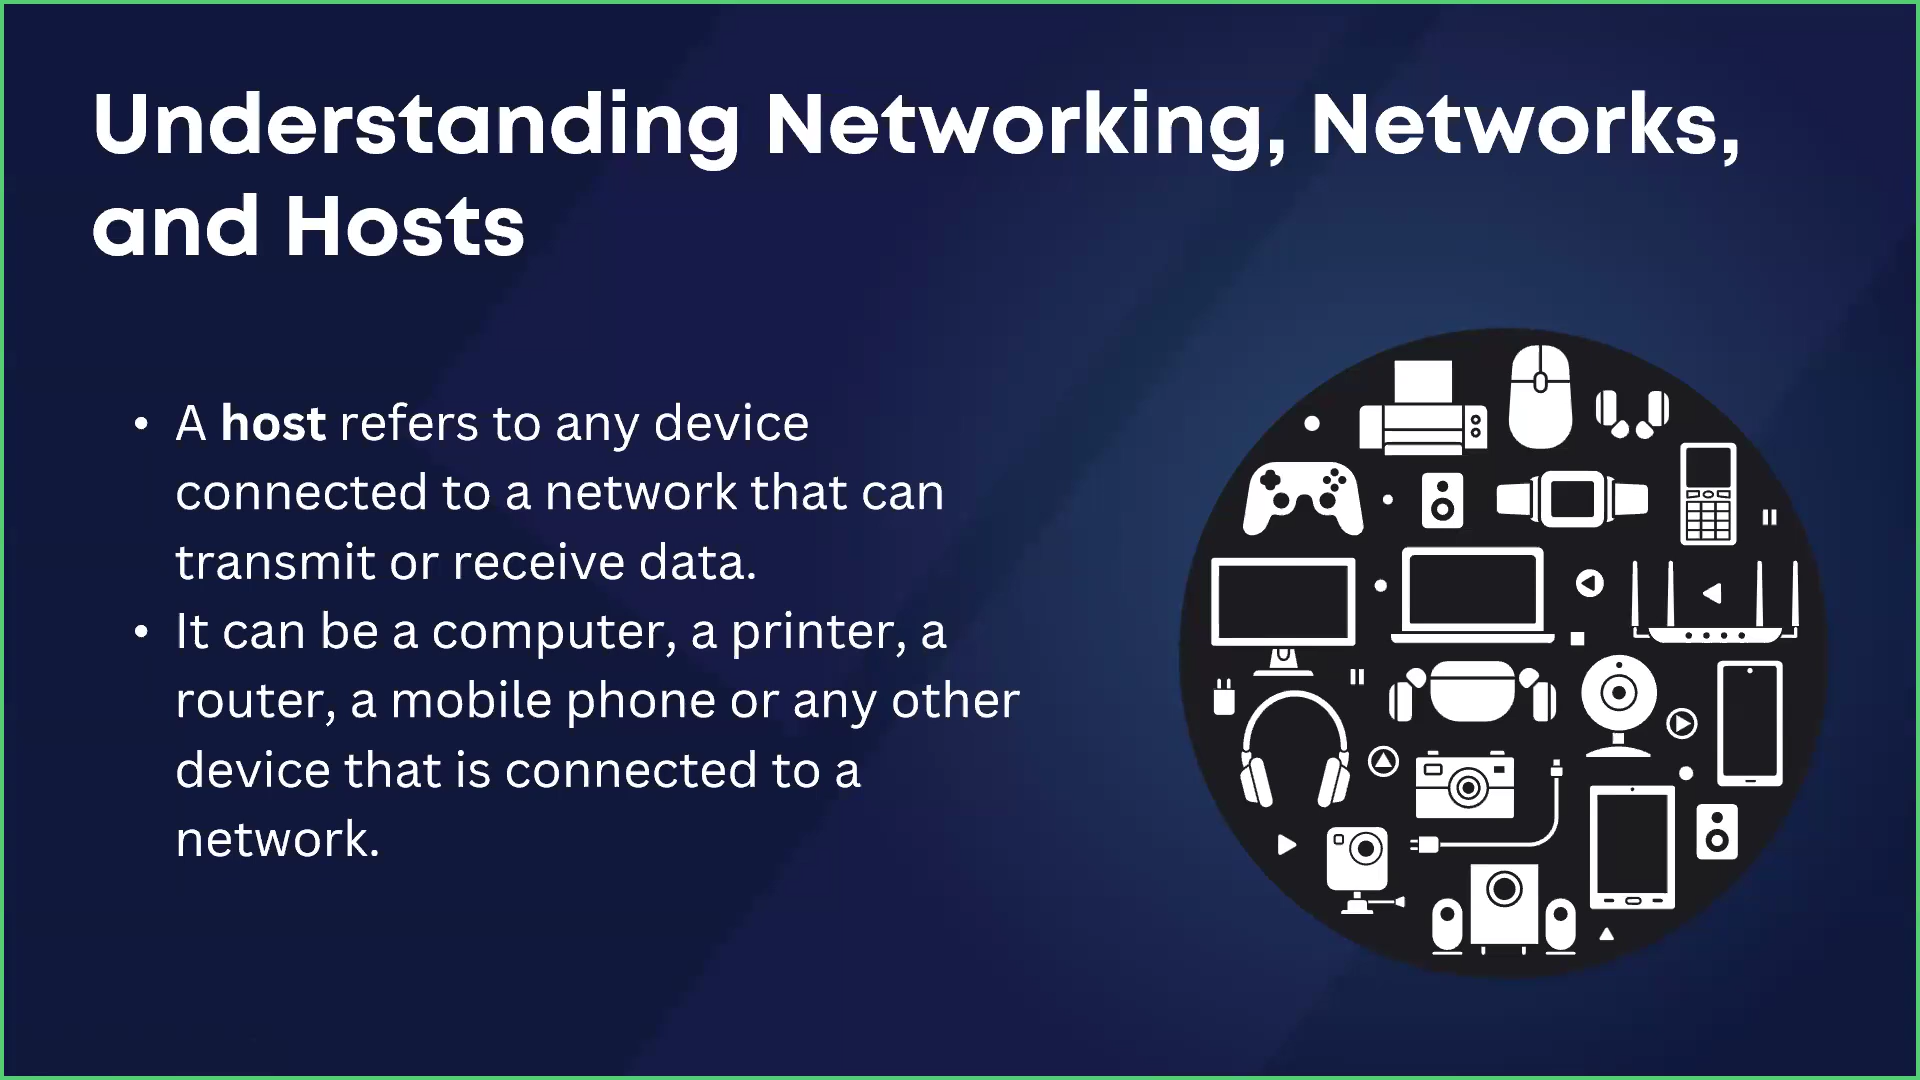 Understanding Networking, Networks,
and Hosts
• A host refers to any device
connected to a network that can
transmit or receive data.
• It can be a computer, a printer, a
router, a mobile phone or any other
device that is connected to a
network.